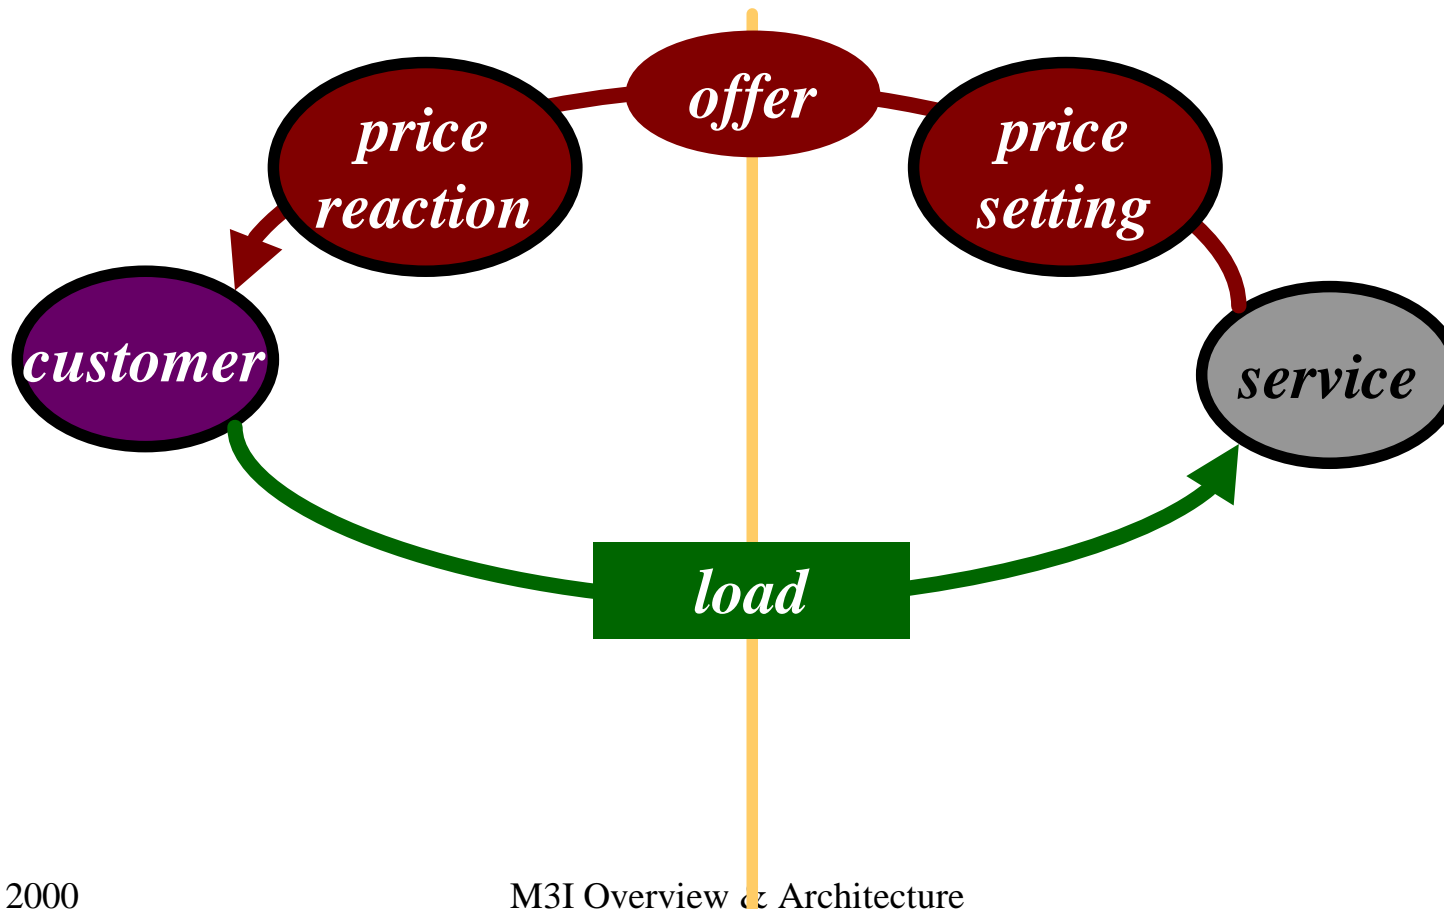 offer
price
reaction
price
setting
customer
service
load
2000
M3I Overview & Architecture